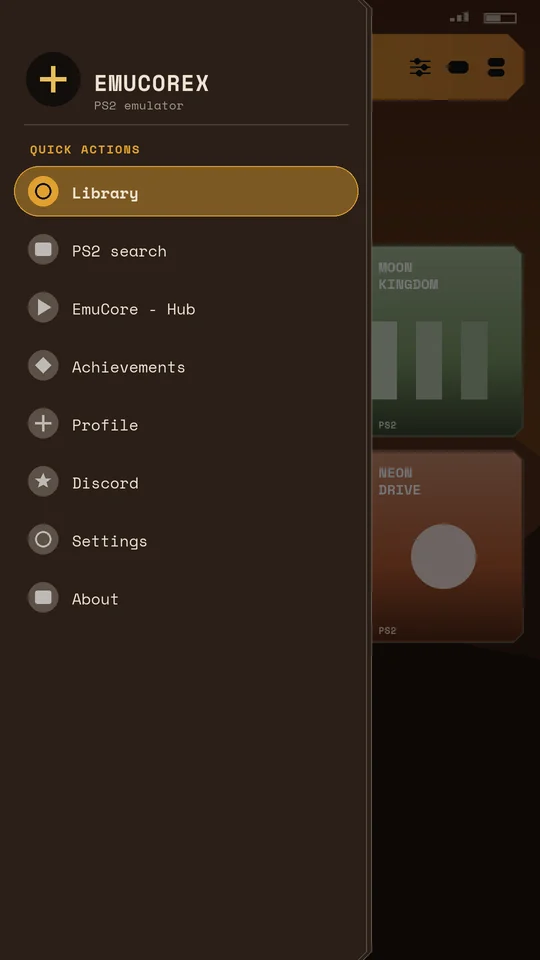 EMUCOREX
PS2 emulator
QUICK ACTIONS
Library
PS2 search
EmuCore - Hub
Achievements
Profile
Discord
Settings
About
MOON
KINGDOM
PS2
NEON
DRIVE
PS2